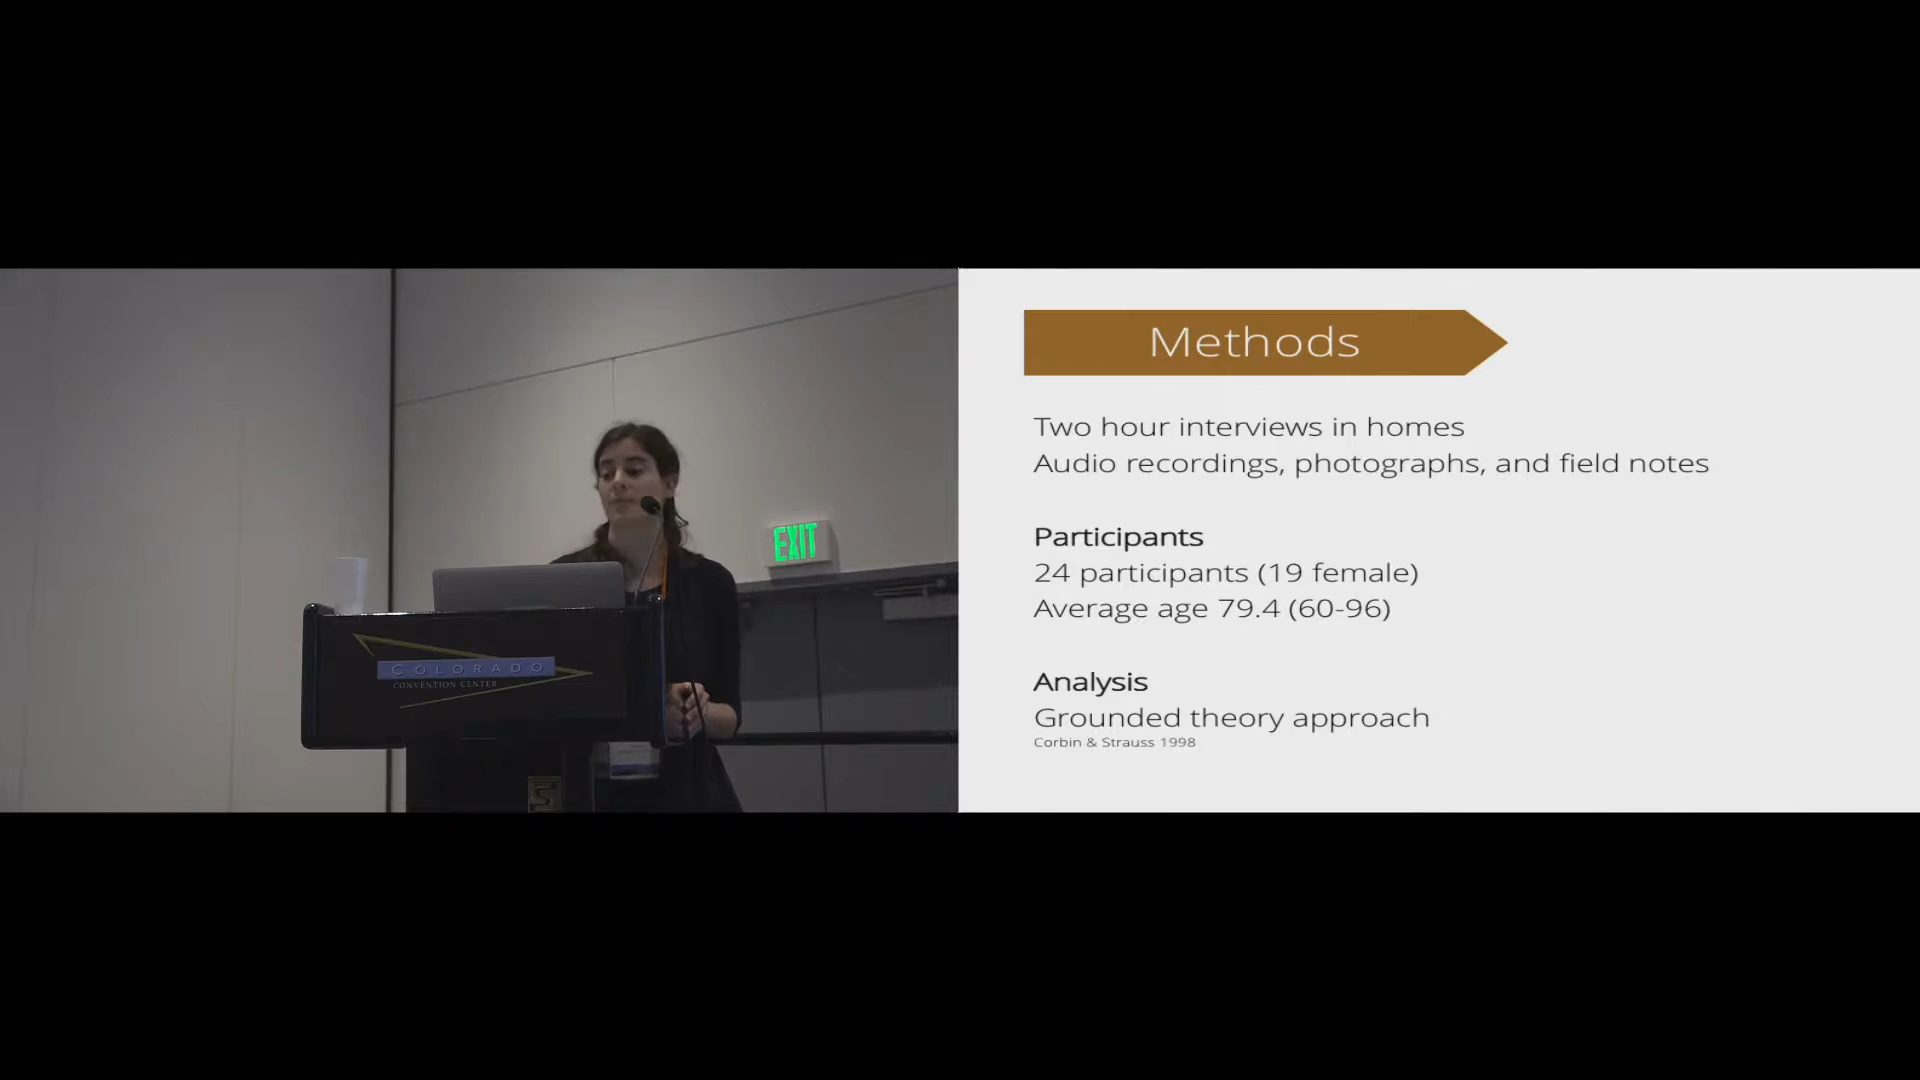 EXIT
COLORADO
CONVENTION CENTER
Methods
Two hour interviews in homes
Audio recordings, photographs, and field notes
Participants
24 participants (19 female)
Average age 79.4 (60-96)
Analysis
Grounded theory approach
Corbin & Strauss 1998